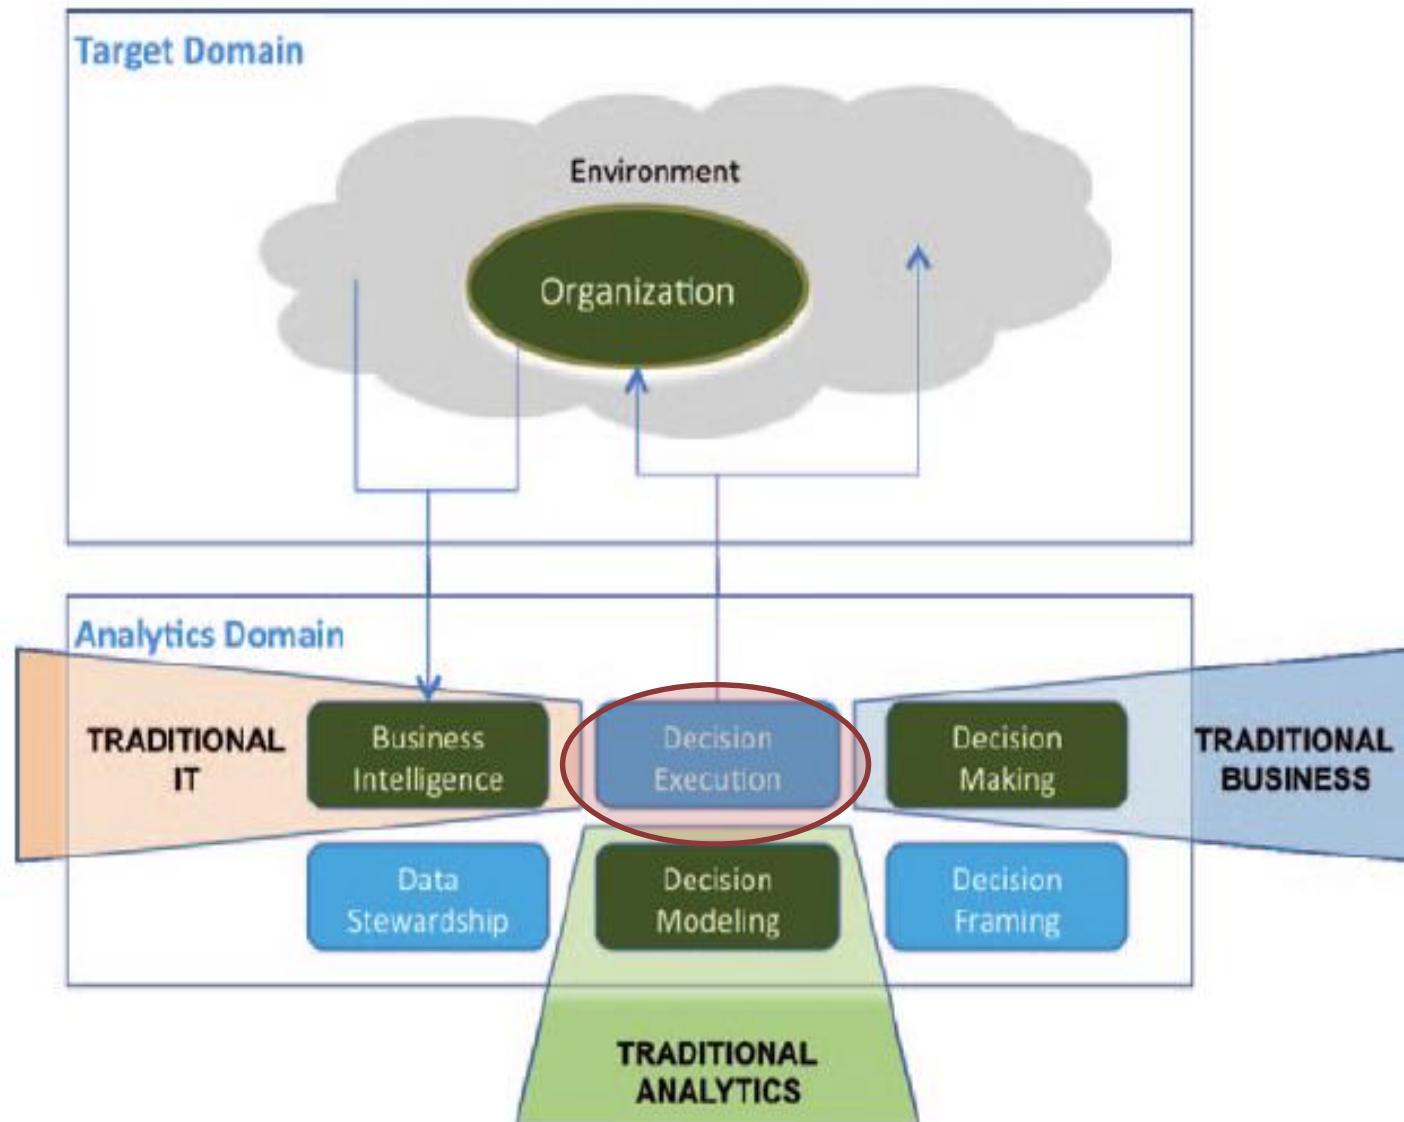 Target Domain
Environment
Organization
Analytics Domain
TRADITIONAL
IT
Business
Intelligence
Decision
Execution
Decision
Making
TRADITIONAL
BUSINESS
Data
Stewardship
Decision
Modeling
Decision
Framing
TRADITIONAL
ANALYTICS